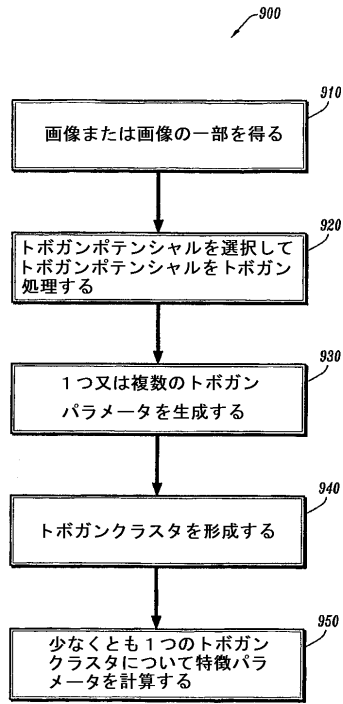 900
910
画像または画像の一部を得る
920
トボガンポテンシャルを選択して
トボガンポテンシャルをトボガン
処理する
930
1つ又は複数のトボガン
パラメータを生成する
940
トボガンクラスタを形成する
950
少なくとも1つのトボガン
クラスタについて特徴パラ
メータを計算する